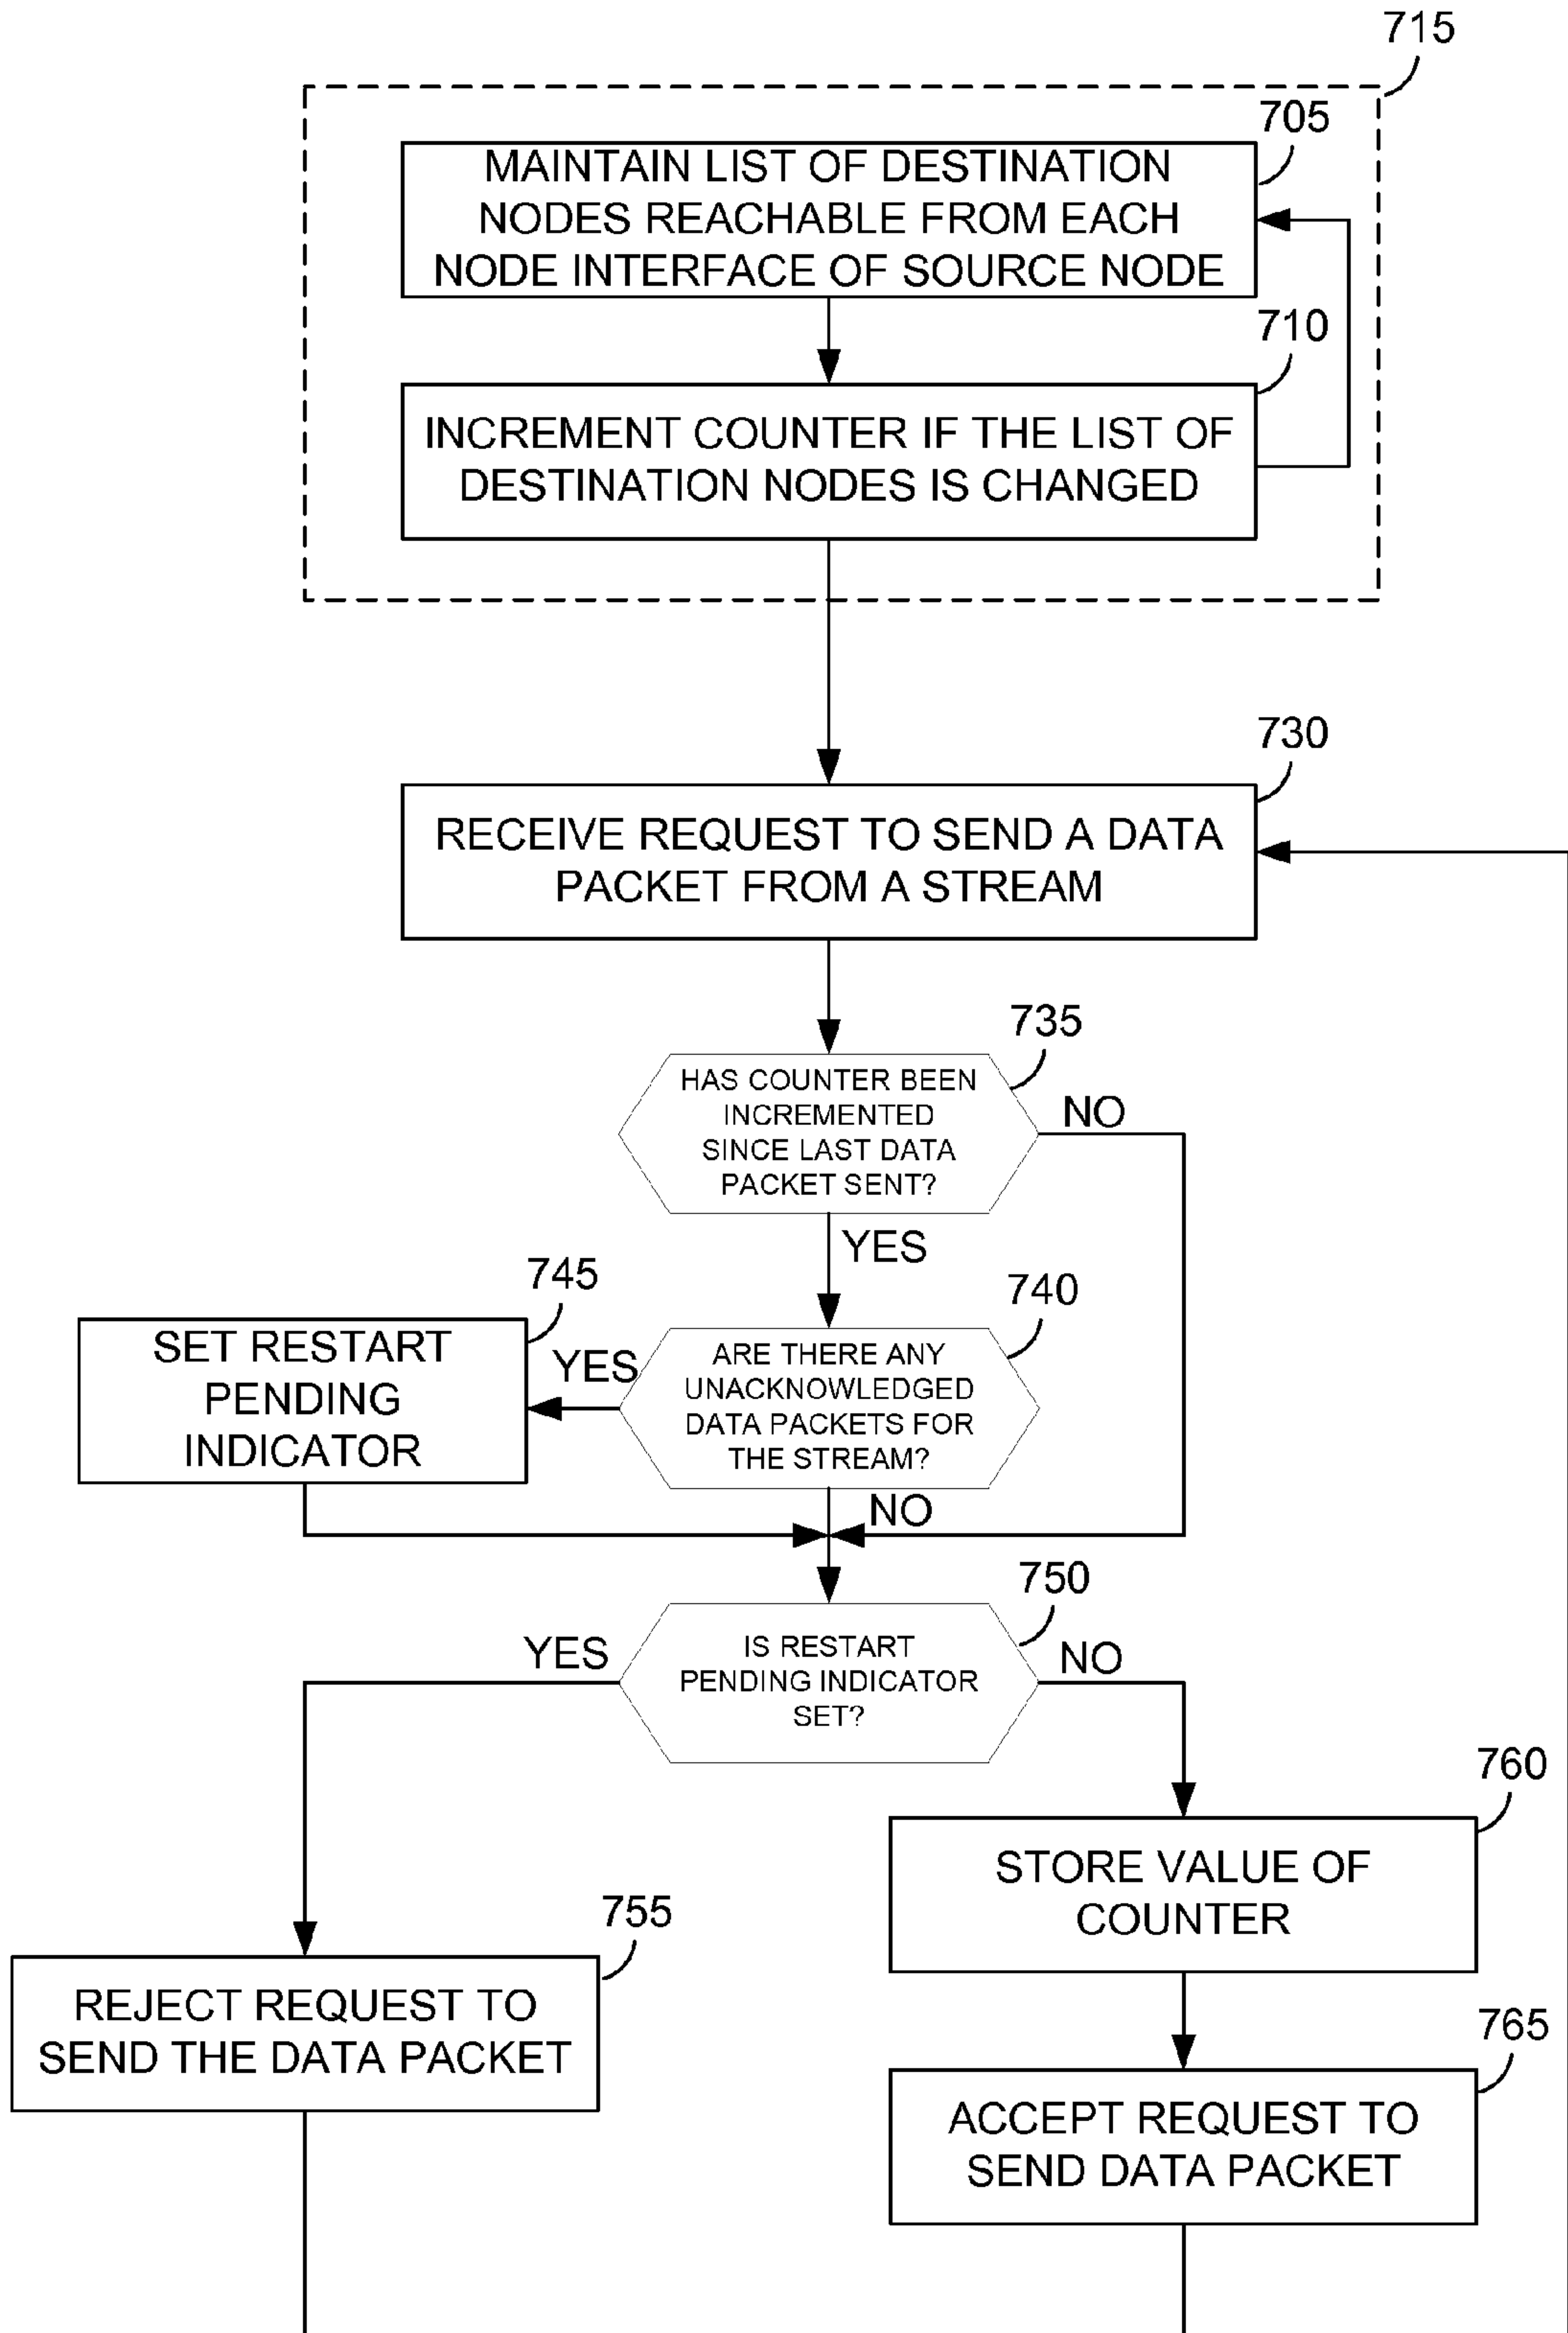 715
705
MAINTAIN LIST OF DESTINATION
NODES REACHABLE FROM EACH
NODE INTERFACE OF SOURCE NODE
710
INCREMENT COUNTER IF THE LIST OF
DESTINATION NODES IS CHANGED
730
RECEIVE REQUEST TO SEND A DATA
PACKET FROM A STREAM
735
HAS COUNTER BEEN
INCREMENTED
SINCE LAST DATA
PACKET SENT?
NO
YES
745
740
SET RESTART
PENDING
INDICATOR
YES
ARE THERE ANY
UNACKNOWLEDGED
DATA PACKETS FOR
THE STREAM?
NO
750
YES
IS RESTART
PENDING INDICATOR
SET?
NO
760
STORE VALUE OF
COUNTER
755
REJECT REQUEST TO
SEND THE DATA PACKET
765
ACCEPT REQUEST TO
SEND DATA PACKET